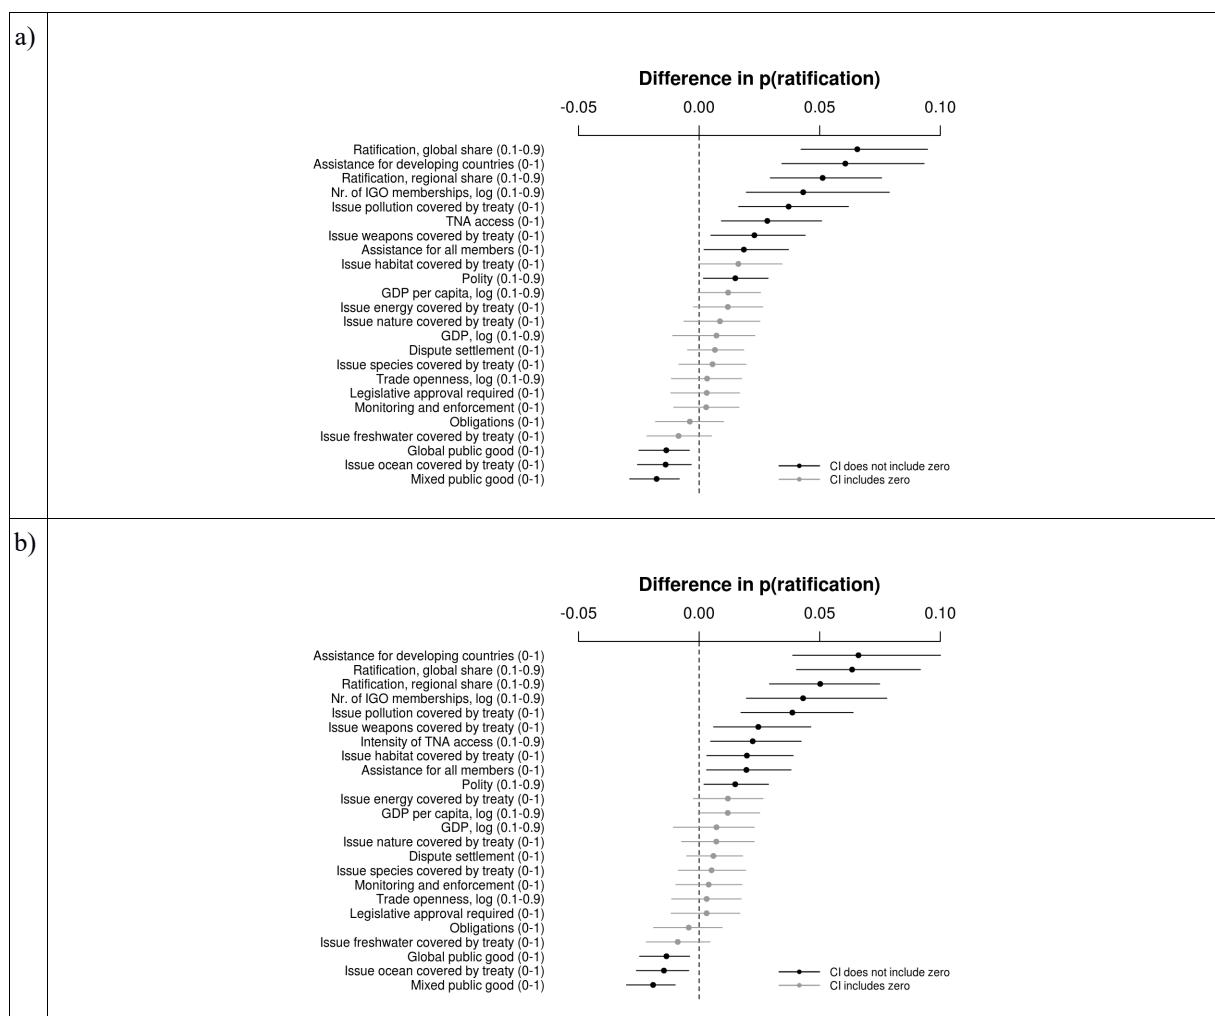 a)
Difference in p(ratification)
-0.05 0.00 0.05 0.10
Ratification, global share (0.1-0.9)
Assistance for developing countries (0-1)
Ratification, regional share (0.1-0.9)
Nr. of IGO memberships, log (0.1-0.9)
Issue pollution covered by treaty (0-1)
TNA access (0-1)
Issue weapons covered by treaty (0-1)
Assistance for all members (0-1)
Issue habitat covered by treaty (0-1)
Polity (0.1-0.9)
GDP per capita, log (0.1-0.9)
Issue energy covered by treaty (0-1)
Issue nature covered by treaty (0-1)
GDP, log (0.1-0.9)
Dispute settlement (0-1)
Issue species covered by treaty (0-1)
Trade openness, log (0.1-0.9)
Legislative approval required (0-1)
Monitoring and enforcement (0-1)
Obligations (0-1)
Issue freshwater covered by treaty (0-1)
Global public good (0-1)
Issue ocean covered by treaty (0-1)
Mixed public good (0-1)
CI does not include zero
CI includes zero
b)
Difference in p(ratification)
-0.05 0.00 0.05 0.10
Assistance for developing countries (0-1)
Ratification, global share (0.1-0.9)
Ratification, regional share (0.1-0.9)
Nr. of IGO memberships, log (0.1-0.9)
Issue pollution covered by treaty (0-1)
Issue weapons covered by treaty (0-1)
Intensity of TNA access (0.1-0.9)
Issue habitat covered by treaty (0-1)
Assistance for all members (0-1)
Polity (0.1-0.9)
Issue energy covered by treaty (0-1)
GDP per capita, log (0.1-0.9)
GDP, log (0.1-0.9)
Issue nature covered by treaty (0-1)
Dispute settlement (0-1)
Issue species covered by treaty (0-1)
Monitoring and enforcement (0-1)
Trade openness, log (0.1-0.9)
Legislative approval required (0-1)
Obligations (0-1)
Issue freshwater covered by treaty (0-1)
Global public good (0-1)
Issue ocean covered by treaty (0-1)
Mixed public good (0-1)
CI does not include zero
CI includes zero